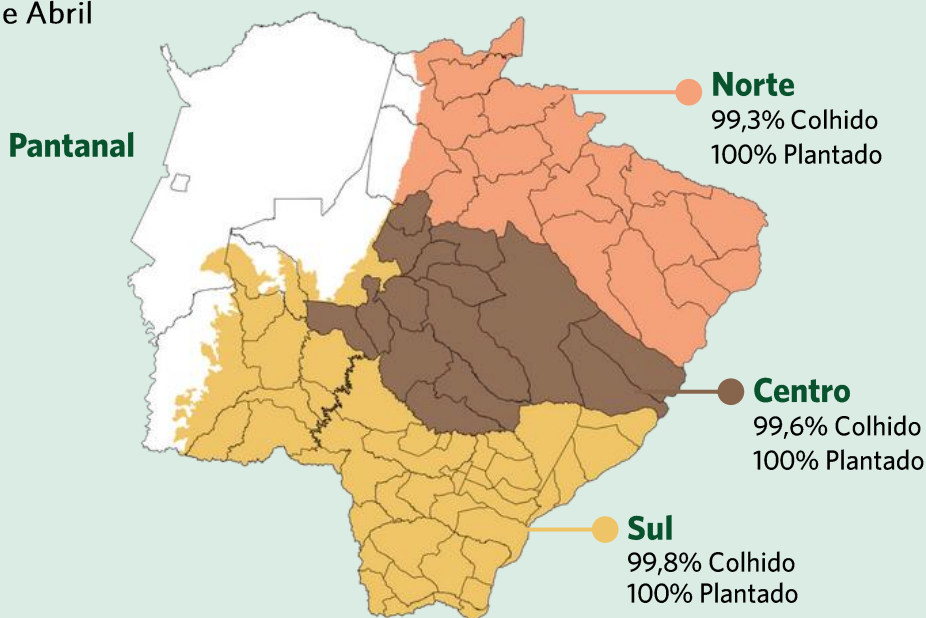 e Abril
Norte
99,3% Colhido
100% Plantado
Pantanal
Centro
99,6% Colhido
100% Plantado
Sul
99,8% Colhido
100% Plantado